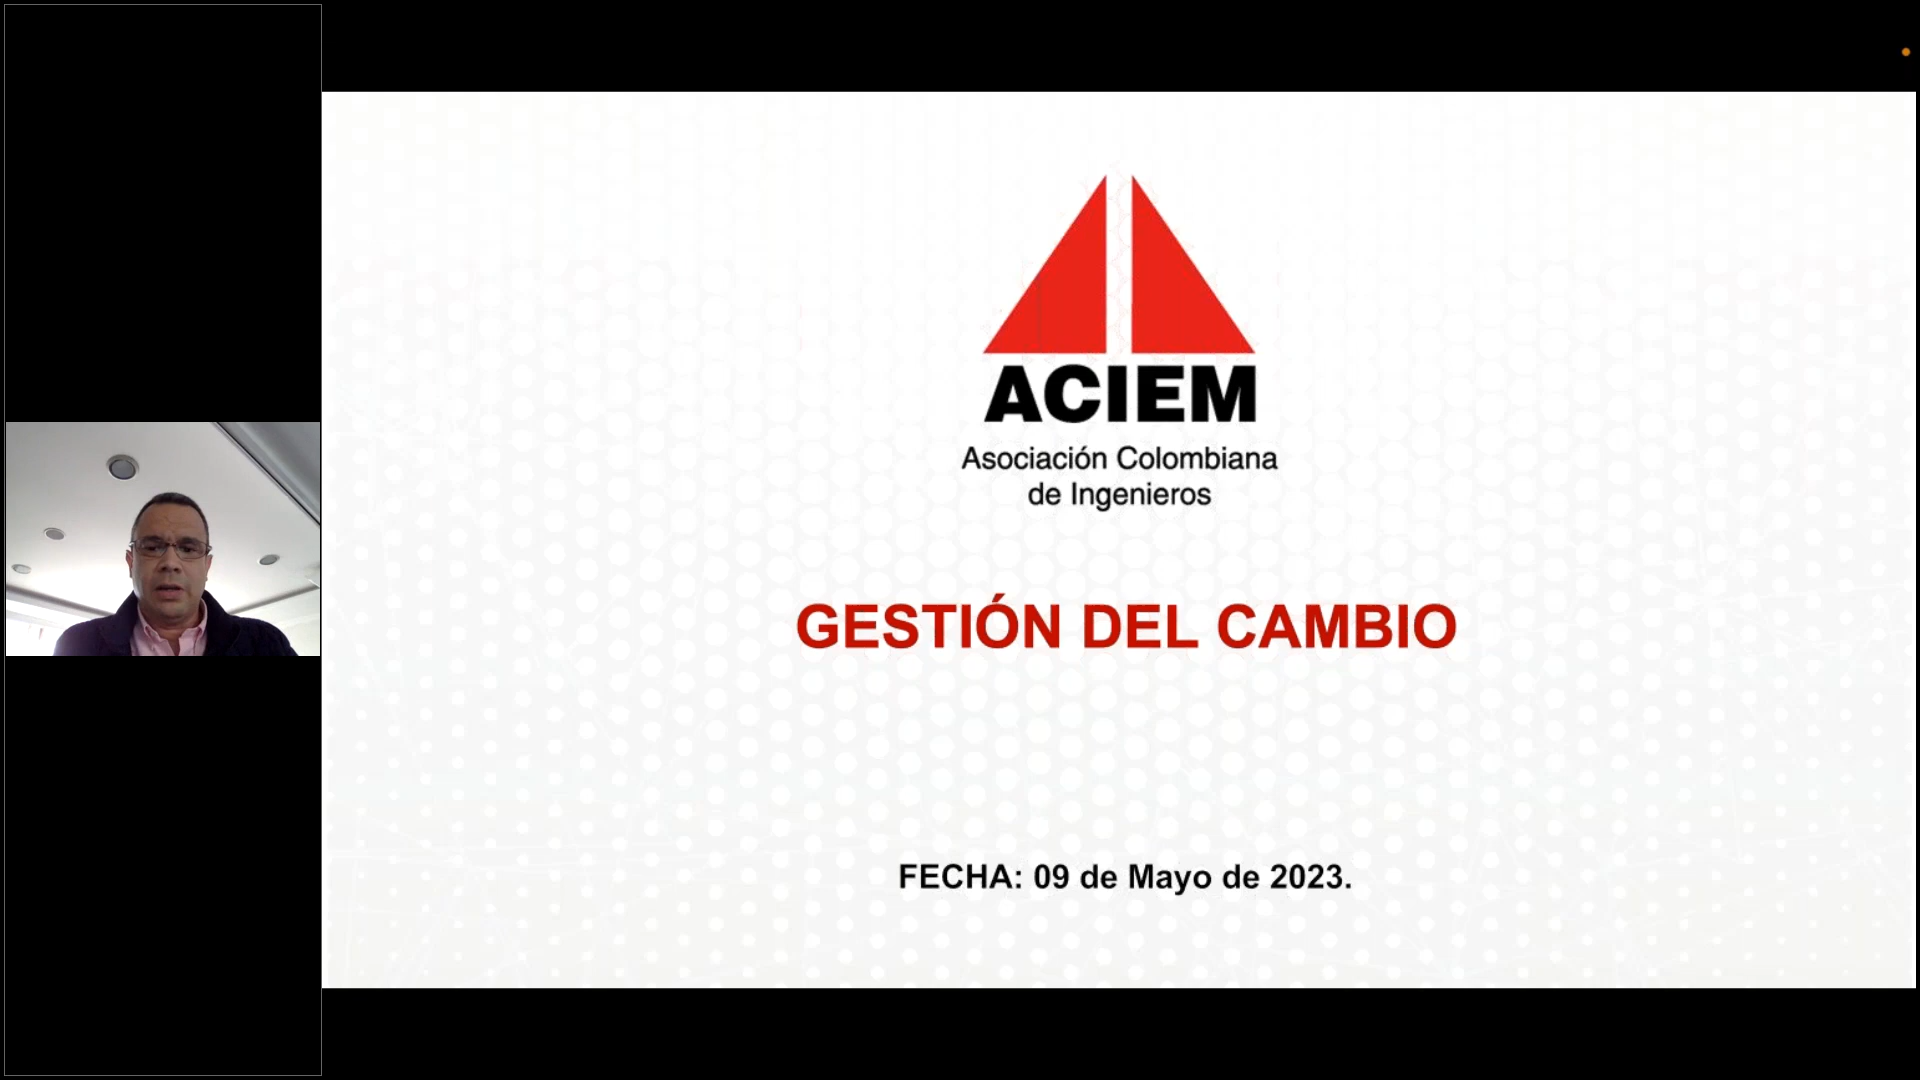 ACIEM
Asociación Colombiana
de Ingenieros
GESTIÓN DEL CAMBIO
FECHA: 09 de Mayo de 2023.